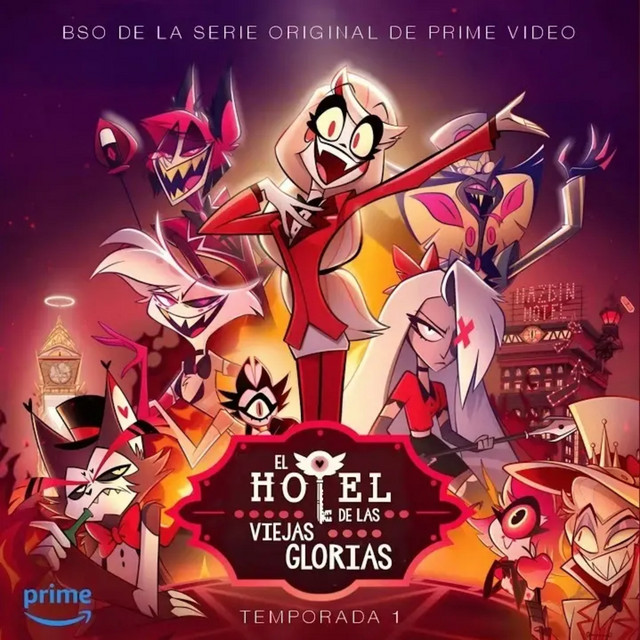 BSO DE LA SERIE ORIGINAL DE PRIME VIDEO
HAZBIN
HOTEL
EL
HOTEL
DE LAS
VIEJAS
GLORIAS
prime
TEMPORADA 1